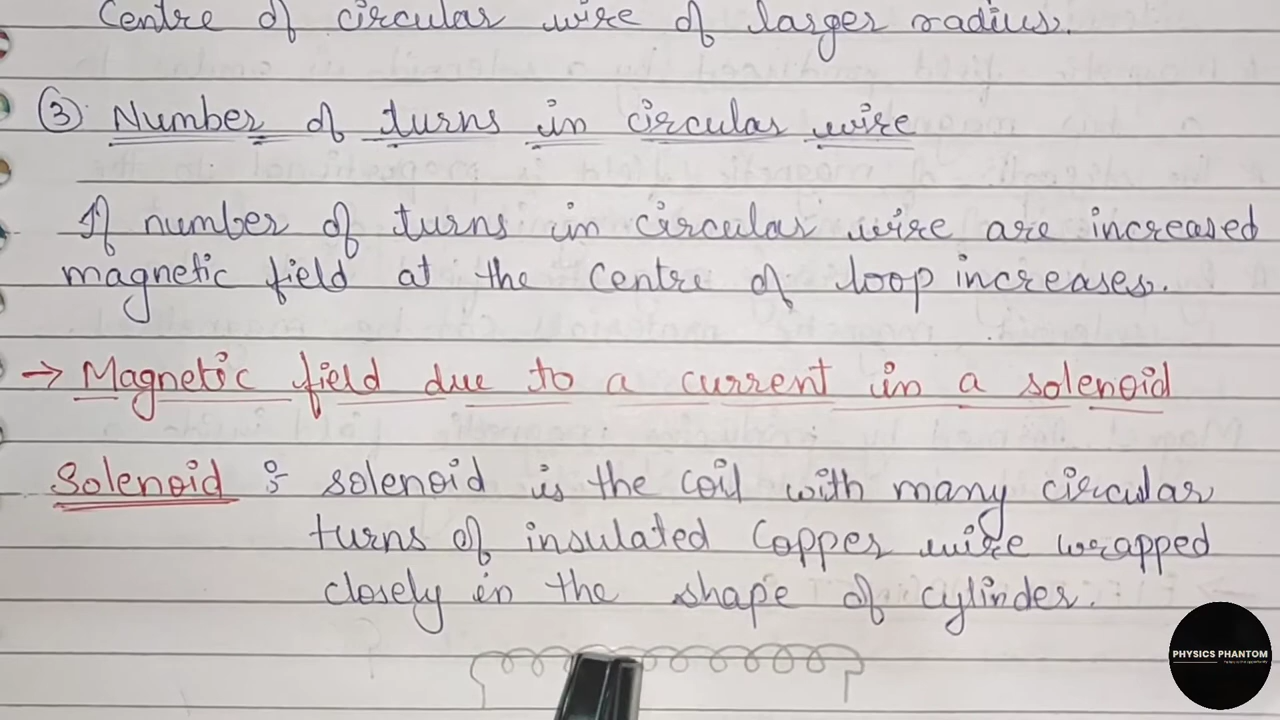 Centre of circular wire of larger radius.
③ Number of turns in circular wire
If number of turns in circular wire are increased
magnetic field at the centre of loop increases.
→ Magnetic field due to a current in a solenoid
Solenoid : solenoid is the coil with many circular
turns of insulated copper wire wrapped
closely in the shape of cylinder.
PHYSICS PHANTOM